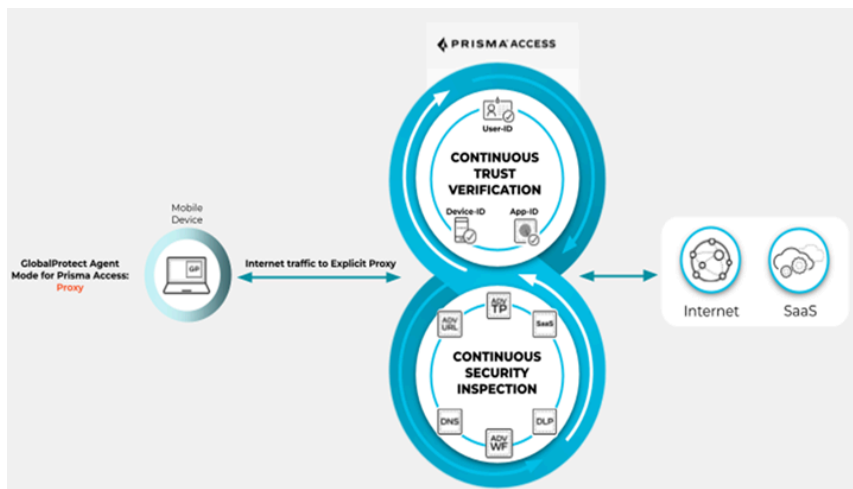 PRISMA ACCESS
User-ID
CONTINUOUS
TRUST
VERIFICATION
Device-ID
App-ID
Mobile
Device
GlobalProtect Agent
Mode for Prisma Access:
Proxy
GP
Internet traffic to Explicit Proxy
Internet
SaaS
ADV
URL
ADV
TP
SaaS
CONTINUOUS
SECURITY
INSPECTION
DNS
ADV
WF
DLP